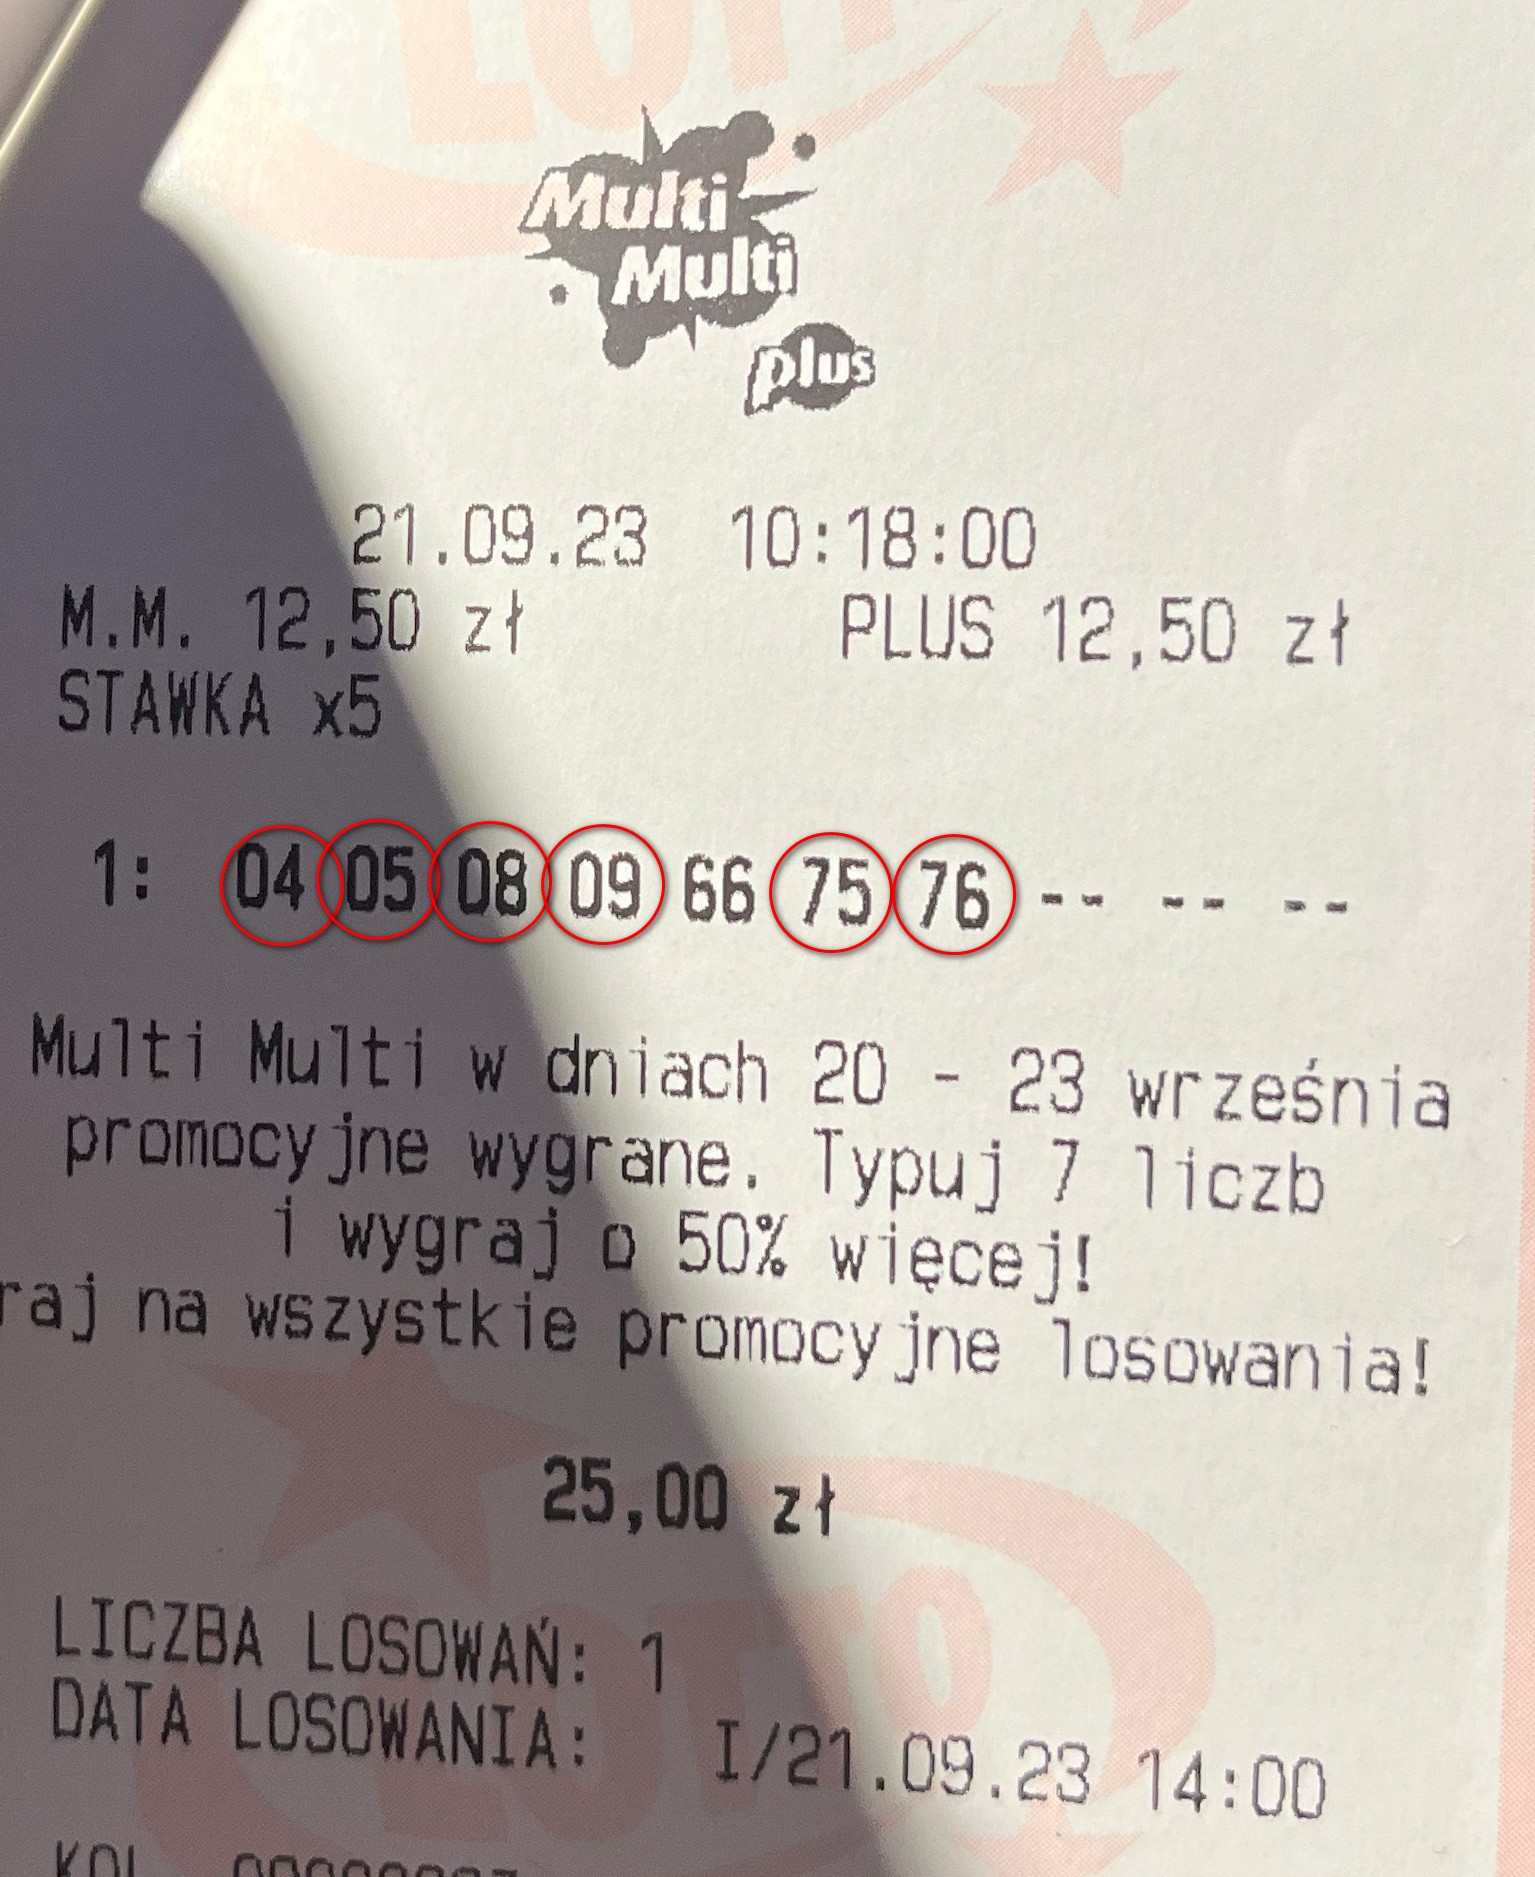 LOTTO
Multi
Multi
plus
21.09.23 10:18:00
M.M. 12,50 zł PLUS 12,50 zł
STAWKA x5
1: 04 05 08 09 66 75 76 -- -- --
Multi Multi w dniach 20 - 23 września
promocyjne wygrane. Typuj 7 liczb
i wygraj o 50% więcej!
raj na wszystkie promocyjne losowania!
25,00 zł
LOTTO
LICZBA LOSOWAŃ: 1
DATA LOSOWANIA: I/21.09.23 14:00
KOL.